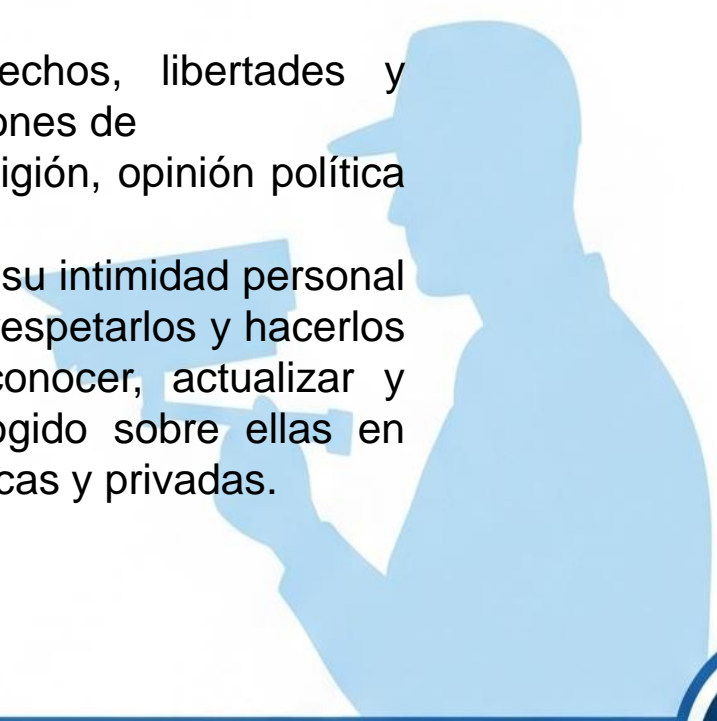 echos, libertades y
ones de
igión, opinión política
su intimidad personal
espetarlos y hacerlos
onocer, actualizar y
ogido sobre ellas en
cas y privadas.